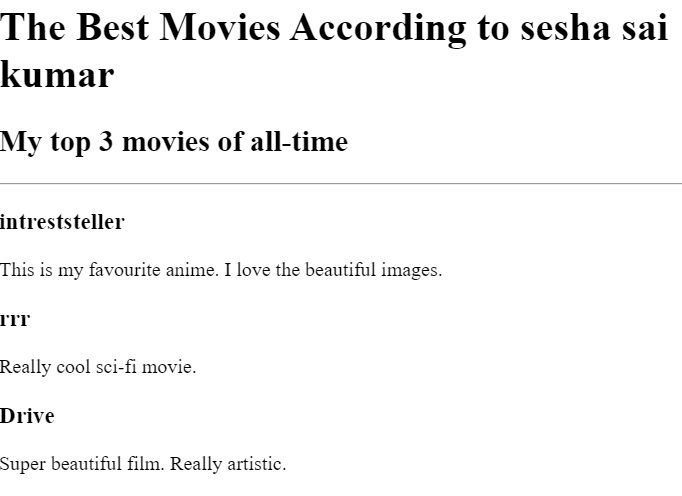 The Best Movies According to sesha sai
kumar
My top 3 movies of all-time
intreststeller
This is my favourite anime. I love the beautiful images.
rrr
Really cool sci-fi movie.
Drive
Super beautiful film. Really artistic.